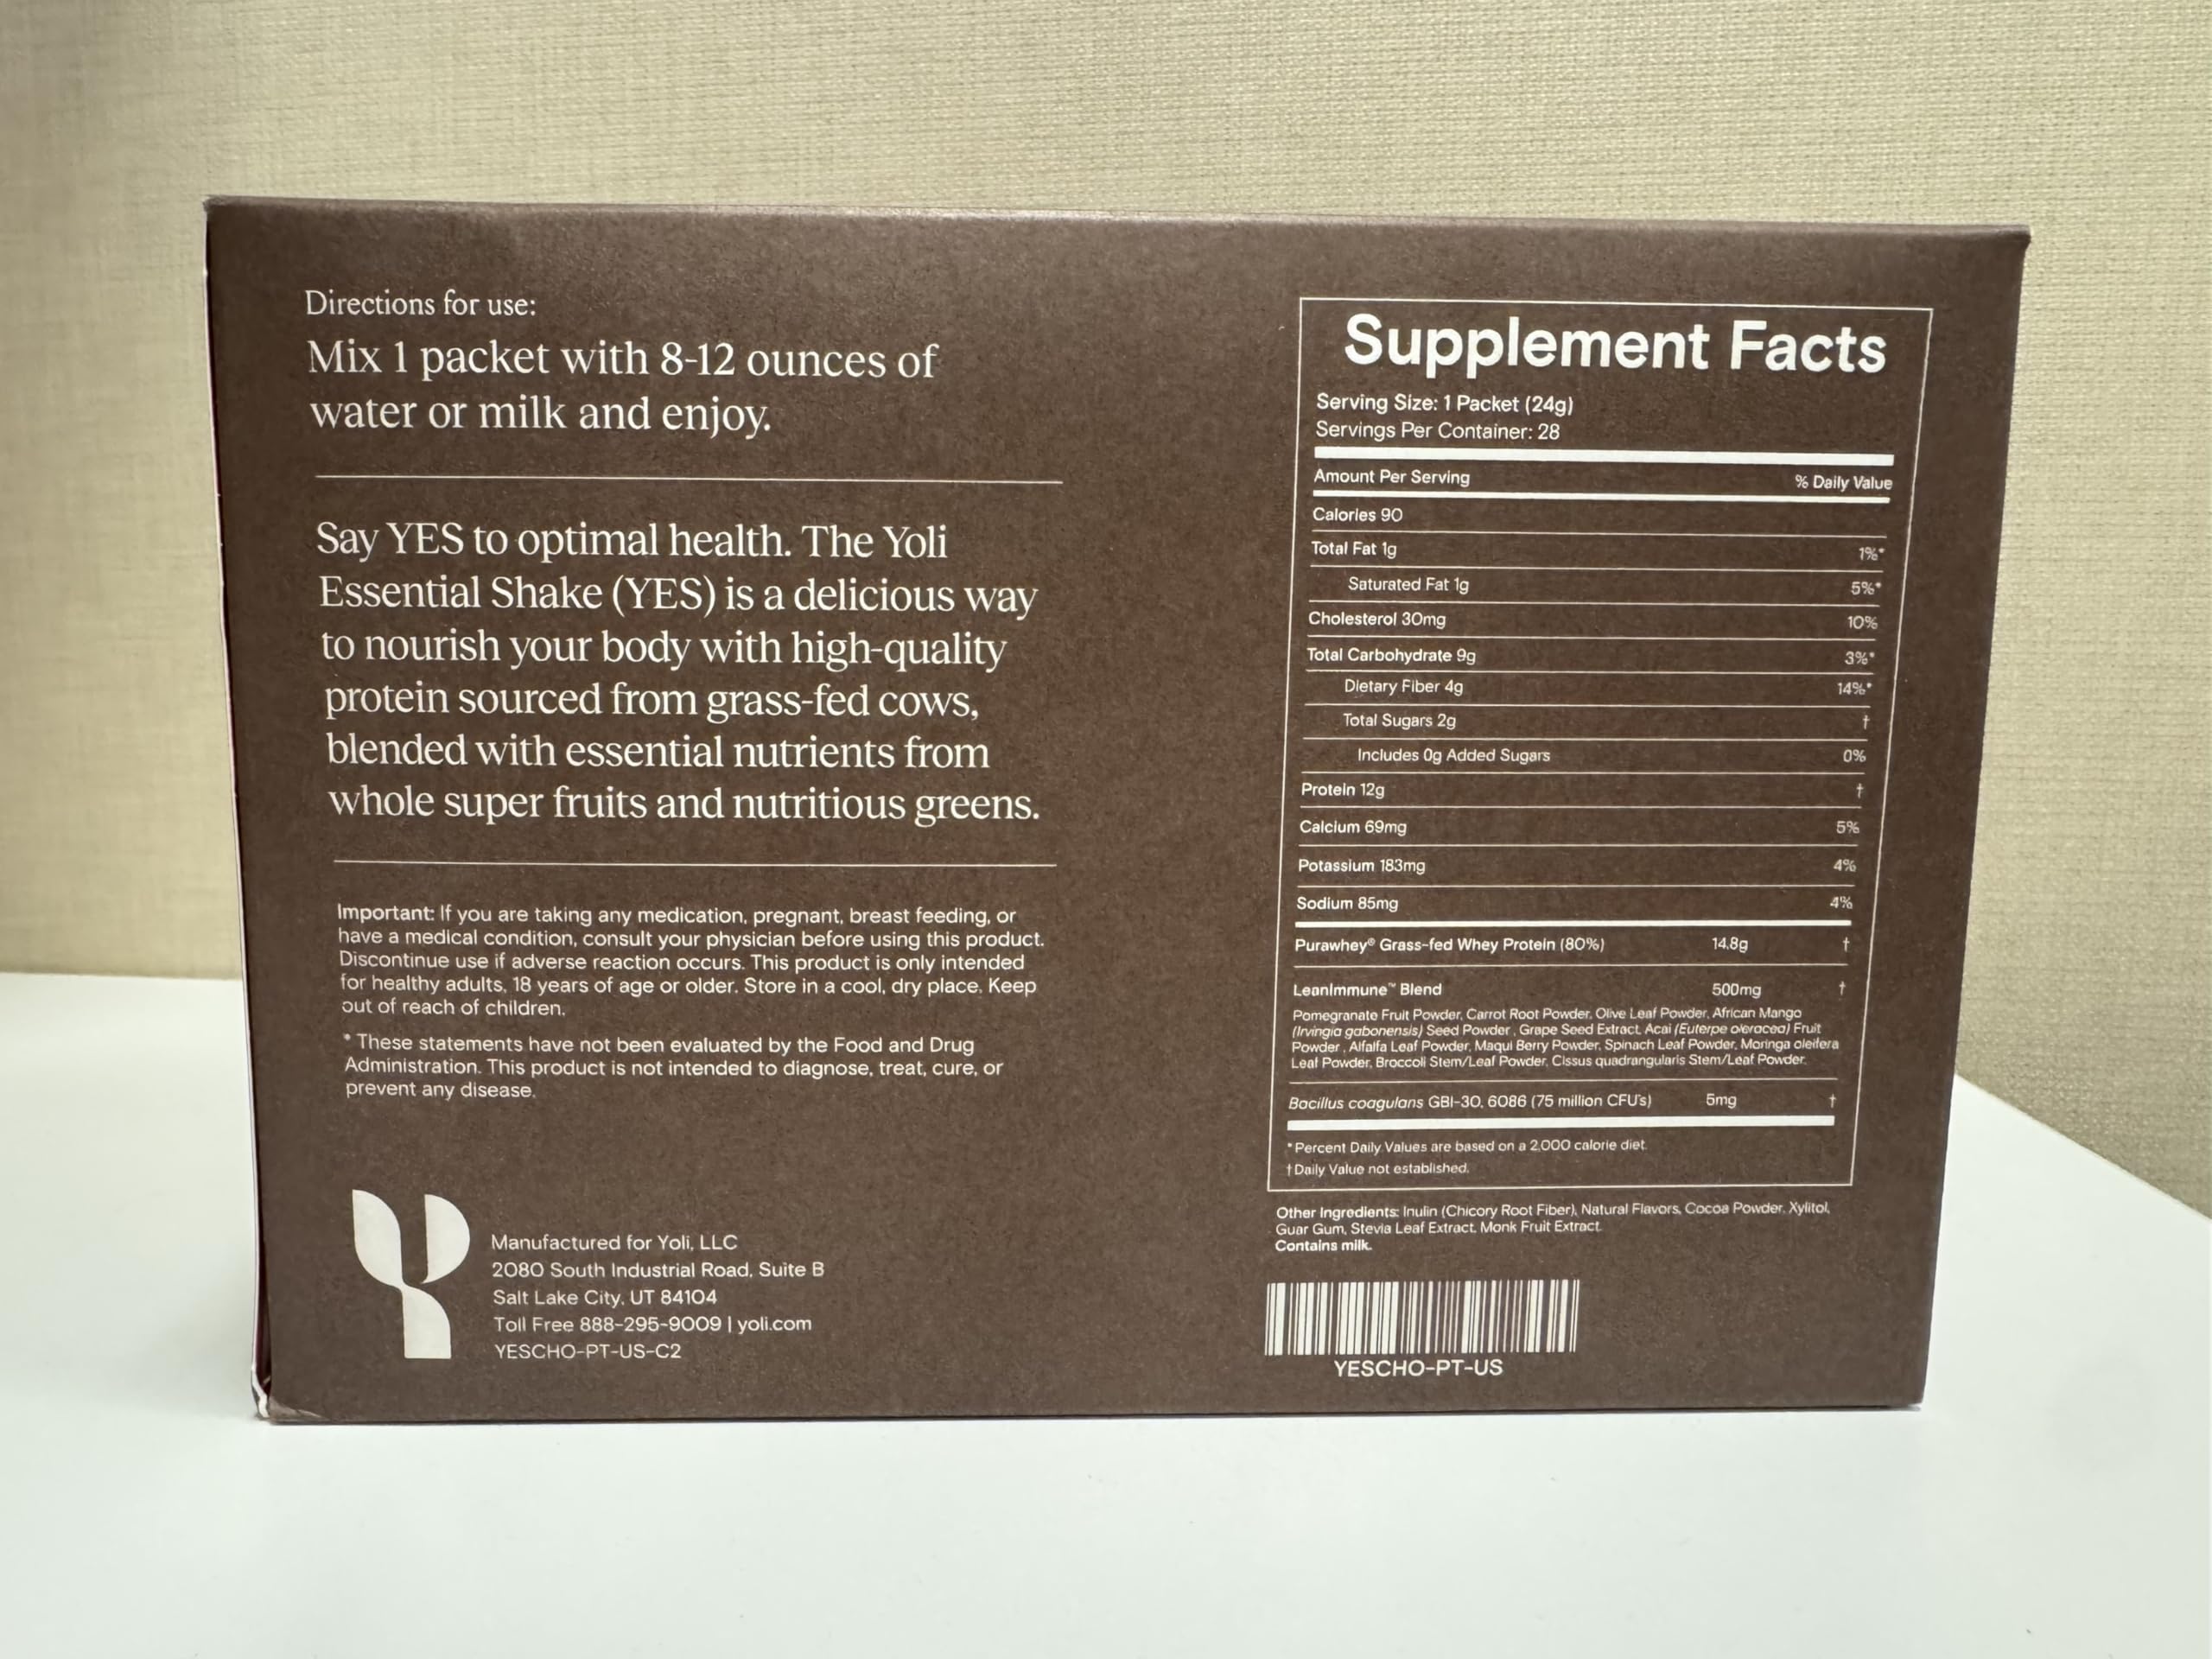 Directions for use:
Mix 1 packet with 8-12 ounces of
water or milk and enjoy.
Say YES to optimal health. The Yoli
Essential Shake (YES) is a delicious way
to nourish your body with high-quality
protein sourced from grass-fed cows,
blended with essential nutrients from
whole super fruits and nutritious greens.
Important: If you are taking any medication, pregnant, breast feeding, or
have a medical condition, consult your physician before using this product.
Discontinue use if adverse reaction occurs. This product is only intended
for healthy adults, 18 years of age or older. Store in a cool, dry place. Keep
out of reach of children.
* These statements have not been evaluated by the Food and Drug
Administration. This product is not intended to diagnose, treat, cure, or
prevent any disease.
Manufactured for Yoli, LLC
2080 South Industrial Road, Suite B
Salt Lake City, UT 84104
Toll Free 888-295-9009 | yoli.com
YESCHO-PT-US-C2
Supplement Facts
Serving Size: 1 Packet (24g)
Servings Per Container: 28
Amount Per Serving % Daily Value
Calories 90
Total Fat 1g 1%*
Saturated Fat 1g 5%*
Cholesterol 30mg 10%
Total Carbohydrate 9g 3%*
Dietary Fiber 4g 14%*
Total Sugars 2g †
Includes 0g Added Sugars 0%
Protein 12g †
Calcium 69mg 5%
Potassium 183mg 4%
Sodium 85mg 4%
Purawhey® Grass-fed Whey Protein (80%) 14.8g †
LeanImmune™ Blend 500mg †
Pomegranate Fruit Powder, Carrot Root Powder, Olive Leaf Powder, African Mango
(Irvingia gabonensis) Seed Powder, Grape Seed Extract, Acai (Euterpe oleracea) Fruit
Powder, Alfalfa Leaf Powder, Maqui Berry Powder, Spinach Leaf Powder, Moringa oleifera
Leaf Powder, Broccoli Stem/Leaf Powder, Cissus quadrangularis Stem/Leaf Powder.
Bacillus coagulans GBI-30, 6086 (75 million CFU's) 5mg †
* Percent Daily Values are based on a 2,000 calorie diet.
† Daily Value not established.
Other Ingredients: Inulin (Chicory Root Fiber), Natural Flavors, Cocoa Powder, Xylitol,
Guar Gum, Stevia Leaf Extract, Monk Fruit Extract.
Contains milk.
YESCHO-PT-US